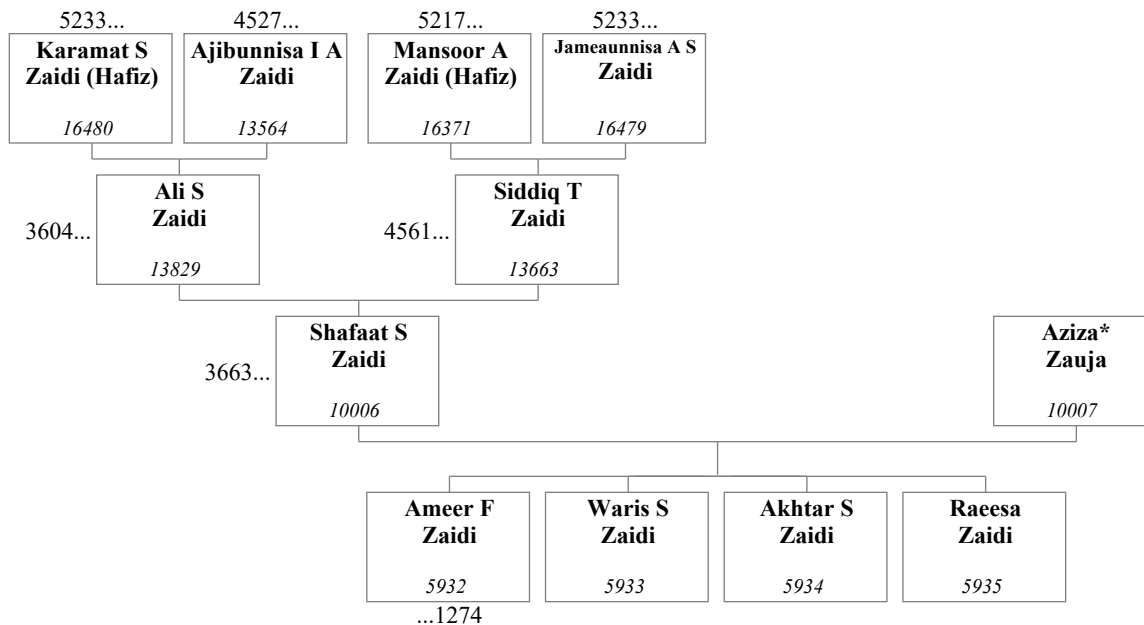 5233...
4527...
5217...
5233...
Karamat S
Zaidi (Hafiz)
16480
Ajibunnisa I A
Zaidi
13564
Mansoor A
Zaidi (Hafiz)
16371
Jameaunnisa A S
Zaidi
16479
3604...
Ali S
Zaidi
13829
4561...
Siddiq T
Zaidi
13663
3663...
Shafaat S
Zaidi
10006
Aziza*
Zauja
10007
Ameer F
Zaidi
5932
...1274
Waris S
Zaidi
5933
Akhtar S
Zaidi
5934
Raeesa
Zaidi
5935